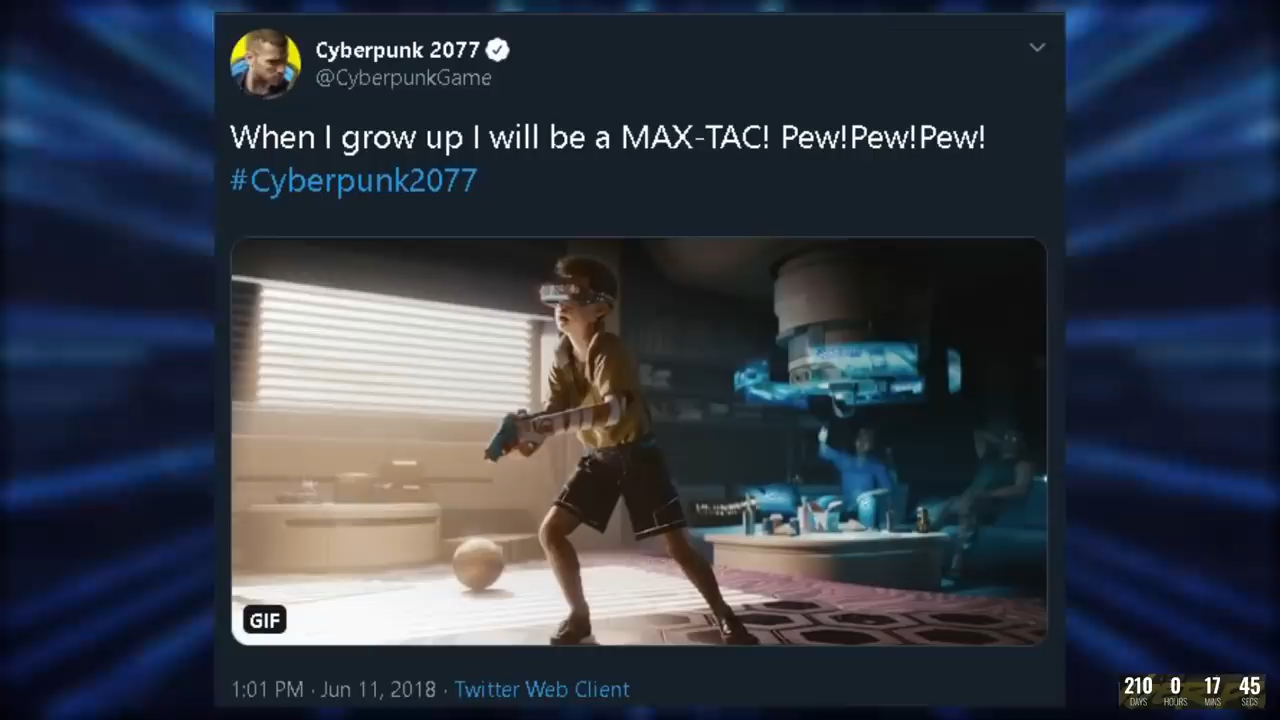 Cyberpunk 2077
@CyberpunkGame
When I grow up I will be a MAX-TAC! Pew!Pew!Pew!
#Cyberpunk2077
GIF
1:01 PM · Jun 11, 2018 · Twitter Web Client
210 0 17 45
DAYS HOURS MINS SECS